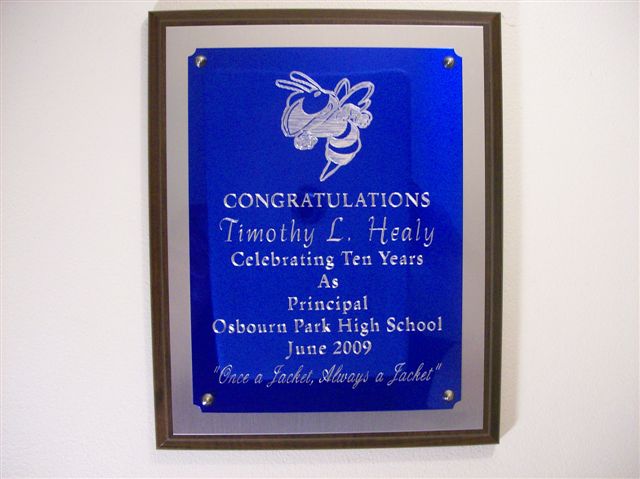 CONGRATULATIONS
Timothy L. Healy
Celebrating Ten Years
As
Principal
Osbourn Park High School
June 2009
"Once a Jacket, Always a Jacket"